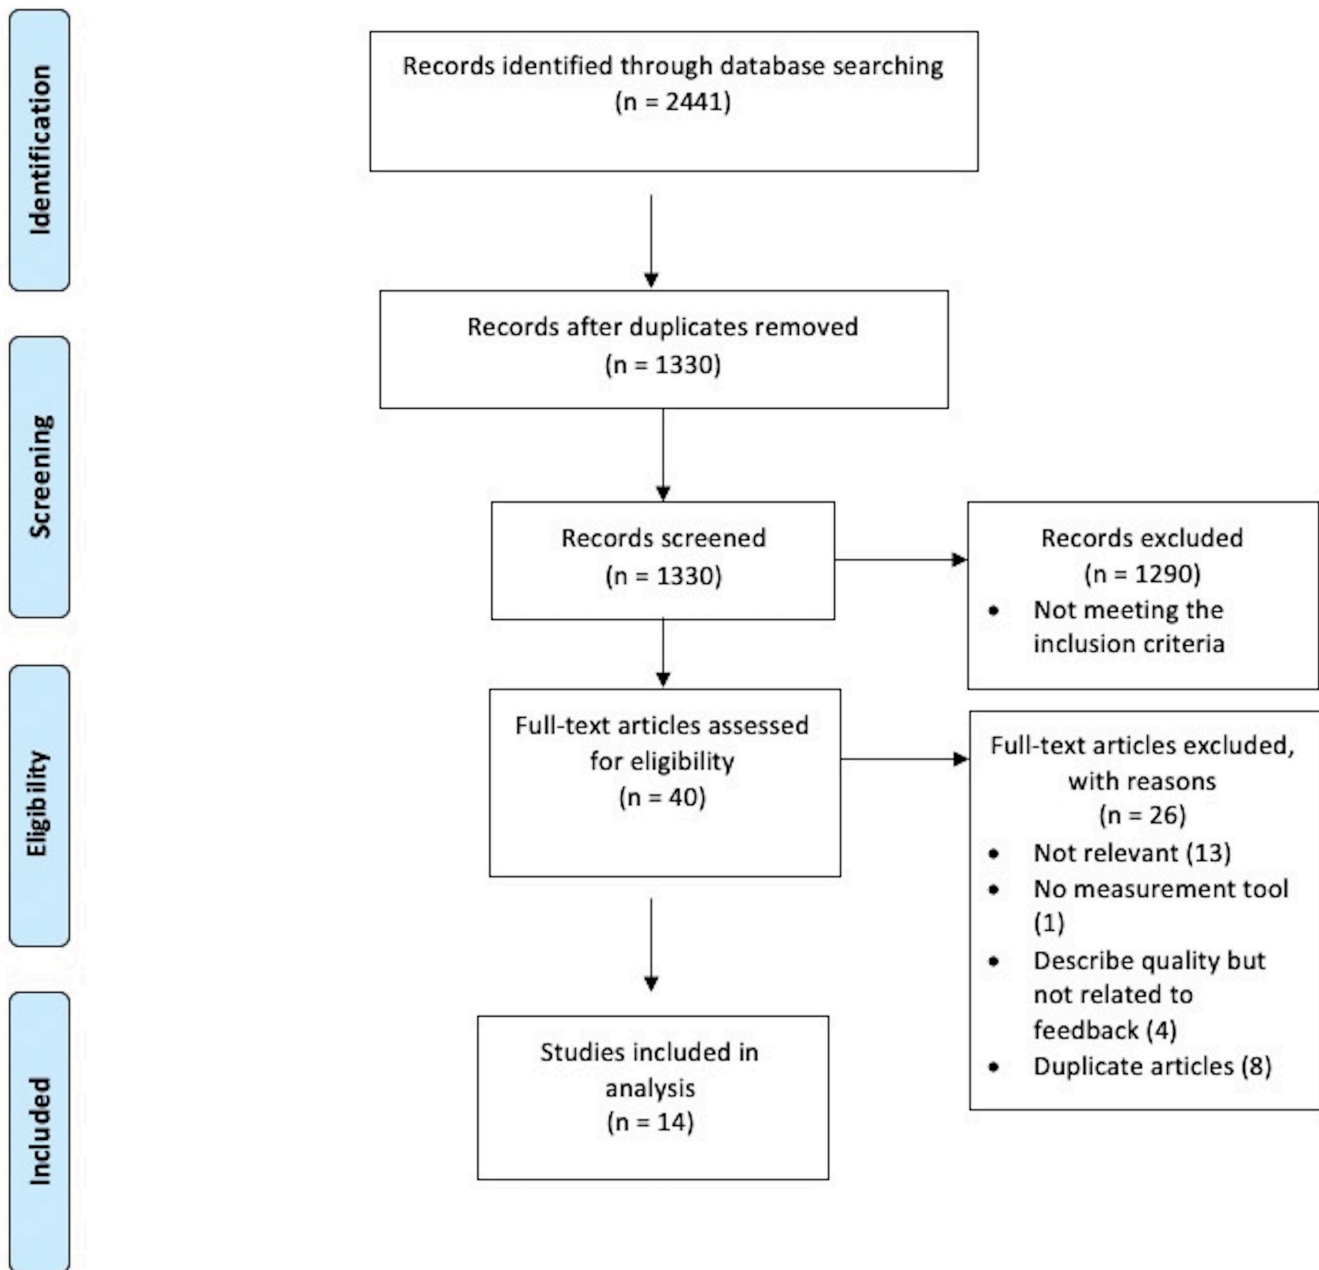 Identification
Records identified through database searching
(n = 2441)
Screening
Records after duplicates removed
(n = 1330)
Records screened
(n = 1330)
Records excluded
(n = 1290)
• Not meeting the
inclusion criteria
Eligibility
Full-text articles assessed
for eligibility
(n = 40)
Full-text articles excluded,
with reasons
(n = 26)
• Not relevant (13)
• No measurement tool
(1)
• Describe quality but
not related to
feedback (4)
• Duplicate articles (8)
Included
Studies included in
analysis
(n = 14)